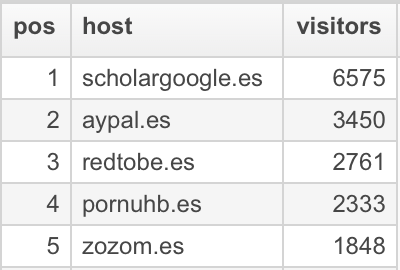 pos host visitors
1 scholargoogle.es 6575
2 aypal.es 3450
3 redtobe.es 2761
4 pornuhb.es 2333
5 zozom.es 1848